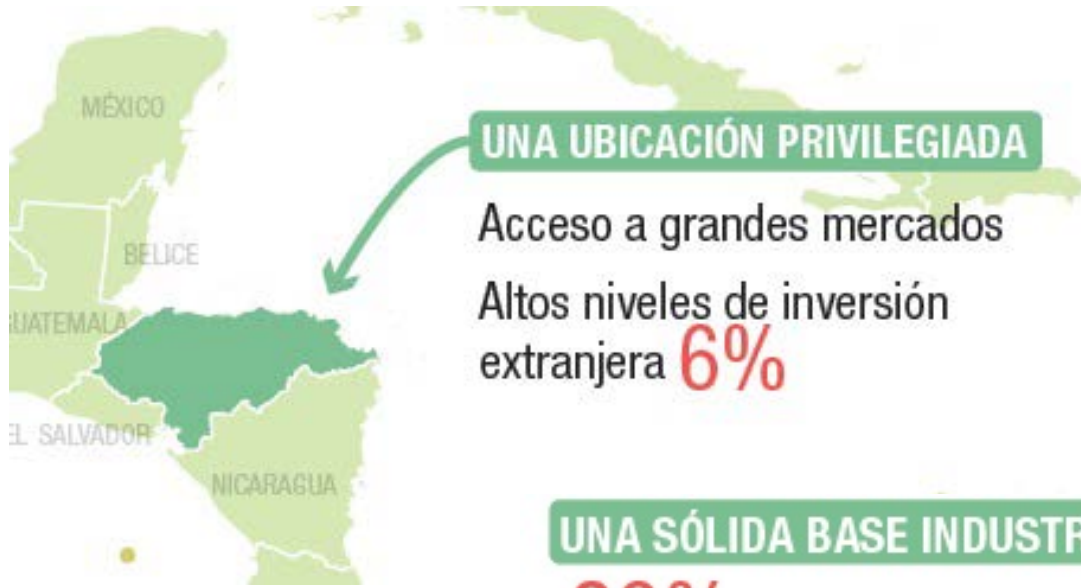 MÉXICO
UNA UBICACIÓN PRIVILEGIADA
Acceso a grandes mercados
BELICE
Altos niveles de inversión
extranjera 6%
GUATEMALA
EL SALVADOR
NICARAGUA
UNA SÓLIDA BASE INDUSTR